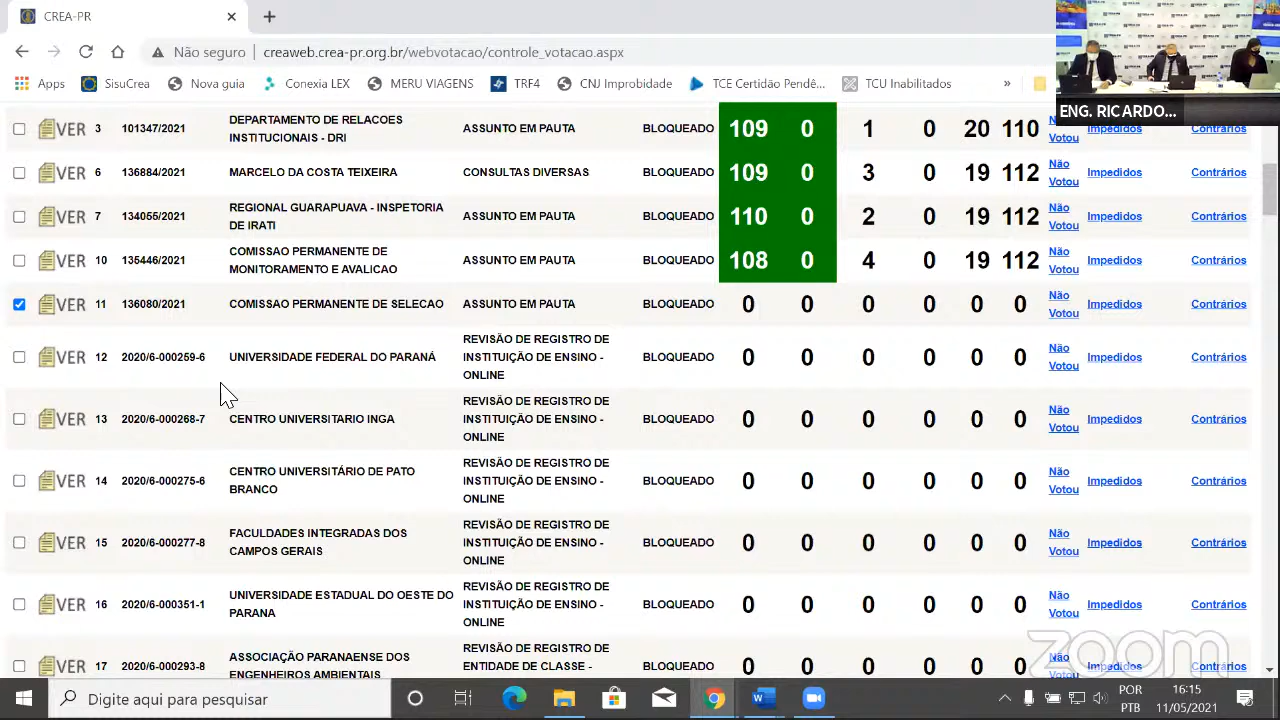 CREA-PR
Não seguro | creaweb.crea-pr
Apps SisuCrea Nova guia Conexia LEX CNJ Improbidade TCU Inabilitados »
ENG. RICARDO...
VER 3 101347/2021 DEPARTAMENTO DE RELACOES INSTITUCIONAIS - DRI ASSUNTO EM PAUTA BLOQUEADO 109 0 1 0 20 110 Não Votou Impedidos Contrários
VER 6 136884/2021 MARCELO DA COSTA TEIXEIRA CONSULTAS DIVERSAS BLOQUEADO 109 0 3 0 19 112 Não Votou Impedidos Contrários
VER 7 134055/2021 REGIONAL GUARAPUAVA - INSPETORIA DE IRATI ASSUNTO EM PAUTA BLOQUEADO 110 0 2 0 19 112 Não Votou Impedidos Contrários
VER 10 135446/2021 COMISSAO PERMANENTE DE MONITORAMENTO E AVALICAO ASSUNTO EM PAUTA BLOQUEADO 108 0 4 0 19 112 Não Votou Impedidos Contrários
VER 11 136080/2021 COMISSAO PERMANENTE DE SELECAO ASSUNTO EM PAUTA BLOQUEADO 0 0 0 0 0 0 Não Votou Impedidos Contrários
VER 12 2020/6-000259-6 UNIVERSIDADE FEDERAL DO PARANÁ REVISÃO DE REGISTRO DE INSTITUIÇÃO DE ENSINO - ONLINE BLOQUEADO 0 0 0 0 0 0 Não Votou Impedidos Contrários
VER 13 2020/6-000268-7 CENTRO UNIVERSITARIO INGA REVISÃO DE REGISTRO DE INSTITUIÇÃO DE ENSINO - ONLINE BLOQUEADO 0 0 0 0 0 0 Não Votou Impedidos Contrários
VER 14 2020/6-000275-6 CENTRO UNIVERSITÁRIO DE PATO BRANCO REVISÃO DE REGISTRO DE INSTITUIÇÃO DE ENSINO - ONLINE BLOQUEADO 0 0 0 0 0 0 Não Votou Impedidos Contrários
VER 15 2020/6-000277-8 FACULDADES INTEGRADAS DOS CAMPOS GERAIS REVISÃO DE REGISTRO DE INSTITUIÇÃO DE ENSINO - ONLINE BLOQUEADO 0 0 0 0 0 0 Não Votou Impedidos Contrários
VER 16 2020/6-000351-1 UNIVERSIDADE ESTADUAL DO OESTE DO PARANA REVISÃO DE REGISTRO DE INSTITUIÇÃO DE ENSINO - ONLINE BLOQUEADO 0 0 0 0 0 0 Não Votou Impedidos Contrários
VER 17 2020/6-000293-8 ASSOCIAÇÃO PARANAENSE DOS ENGENHEIROS AMBIENTAIS REVISÃO DE REGISTRO DE ENTIDADE DE CLASSE - BLOQUEADO 0 0 0 0 0 0 Não Impedidos Contrários
zoom
Digite aqui para pesquisar POR PTB 16:15 11/05/2021